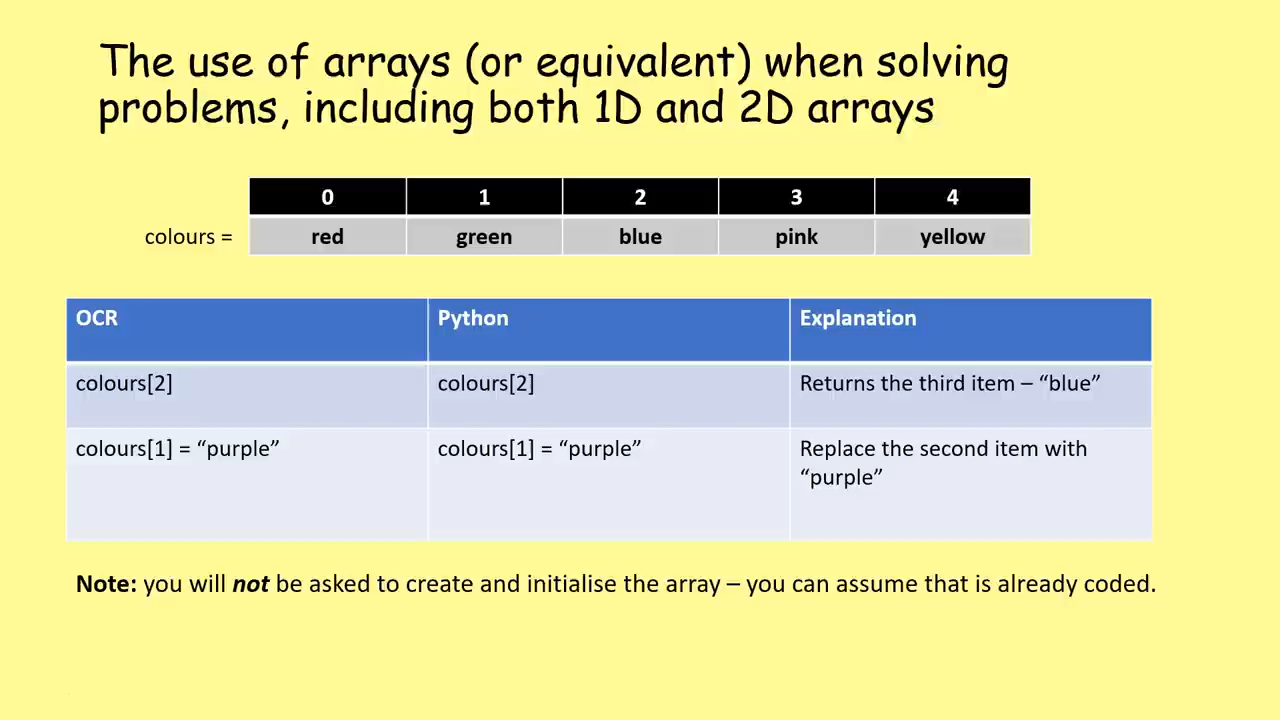 The use of arrays (or equivalent) when solving
problems, including both 1D and 2D arrays
0 1 2 3 4
colours = red green blue pink yellow
OCR Python Explanation
colours[2] colours[2] Returns the third item – “blue”
colours[1] = “purple” colours[1] = “purple” Replace the second item with
“purple”
Note: you will not be asked to create and initialise the array – you can assume that is already coded.